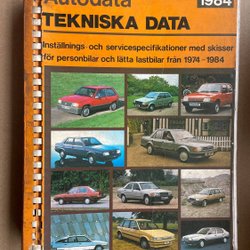 Autodata
1984
TEKNISKA DATA
Inställnings- och servicespecifikationer med skisser
för personbilar och lätta lastbilar från 1974-1984